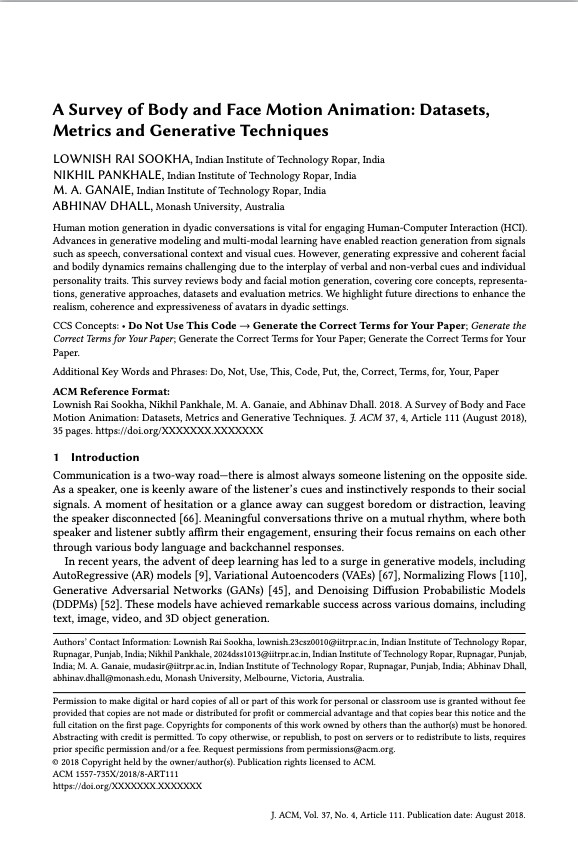 A Survey of Body and Face Motion Animation: Datasets,
Metrics and Generative Techniques
LOWNISH RAI SOOKHA, Indian Institute of Technology Ropar, India
NIKHIL PANKHALE, Indian Institute of Technology Ropar, India
M. A. GANAIE, Indian Institute of Technology Ropar, India
ABHINAV DHALL, Monash University, Australia
Human motion generation in dyadic conversations is vital for engaging Human-Computer Interaction (HCI).
Advances in generative modeling and multi-modal learning have enabled reaction generation from signals
such as speech, conversational context and visual cues. However, generating expressive and coherent facial
and bodily dynamics remains challenging due to the interplay of verbal and non-verbal cues and individual
personality traits. This survey reviews body and facial motion generation, covering core concepts, representa-
tions, generative approaches, datasets and evaluation metrics. We highlight future directions to enhance the
realism, coherence and expressiveness of avatars in dyadic settings.
CCS Concepts: • Do Not Use This Code → Generate the Correct Terms for Your Paper; Generate the
Correct Terms for Your Paper; Generate the Correct Terms for Your Paper; Generate the Correct Terms for Your
Paper.
Additional Key Words and Phrases: Do, Not, Use, This, Code, Put, the, Correct, Terms, for, Your, Paper
ACM Reference Format:
Lownish Rai Sookha, Nikhil Pankhale, M. A. Ganaie, and Abhinav Dhall. 2018. A Survey of Body and Face
Motion Animation: Datasets, Metrics and Generative Techniques. J. ACM 37, 4, Article 111 (August 2018),
35 pages. https://doi.org/XXXXXXX.XXXXXXX
1 Introduction
Communication is a two-way road—there is almost always someone listening on the opposite side.
As a speaker, one is keenly aware of the listener's cues and instinctively responds to their social
signals. A moment of hesitation or a glance away can suggest boredom or distraction, leaving
the speaker disconnected [66]. Meaningful conversations thrive on a mutual rhythm, where both
speaker and listener subtly affirm their engagement, ensuring their focus remains on each other
through various body language and backchannel responses.
In recent years, the advent of deep learning has led to a surge in generative models, including
AutoRegressive (AR) models [9], Variational Autoencoders (VAEs) [67], Normalizing Flows [110],
Generative Adversarial Networks (GANs) [45], and Denoising Diffusion Probabilistic Models
(DDPMs) [52]. These models have achieved remarkable success across various domains, including
text, image, video, and 3D object generation.
Authors' Contact Information: Lownish Rai Sookha, lownish.23csz0010@iitrpr.ac.in, Indian Institute of Technology Ropar,
Rupnagar, Punjab, India; Nikhil Pankhale, 2024dss1013@iitrpr.ac.in, Indian Institute of Technology Ropar, Rupnagar, Punjab,
India; M. A. Ganaie, mudasir@iitrpr.ac.in, Indian Institute of Technology Ropar, Rupnagar, Punjab, India; Abhinav Dhall,
abhinav.dhall@monash.edu, Monash University, Melbourne, Victoria, Australia.
Permission to make digital or hard copies of all or part of this work for personal or classroom use is granted without fee
provided that copies are not made or distributed for profit or commercial advantage and that copies bear this notice and the
full citation on the first page. Copyrights for components of this work owned by others than the author(s) must be honored.
Abstracting with credit is permitted. To copy otherwise, or republish, to post on servers or to redistribute to lists, requires
prior specific permission and/or a fee. Request permissions from permissions@acm.org.
© 2018 Copyright held by the owner/author(s). Publication rights licensed to ACM.
ACM 1557-735X/2018/8-ART111
https://doi.org/XXXXXXX.XXXXXXX
J. ACM, Vol. 37, No. 4, Article 111. Publication date: August 2018.